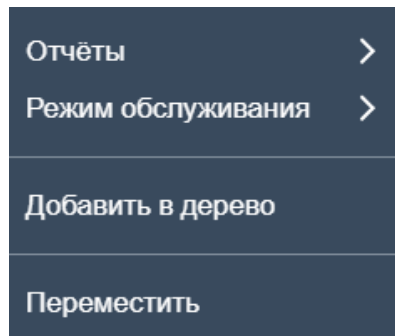 Отчёты
Режим обслуживания
Добавить в дерево
Переместить